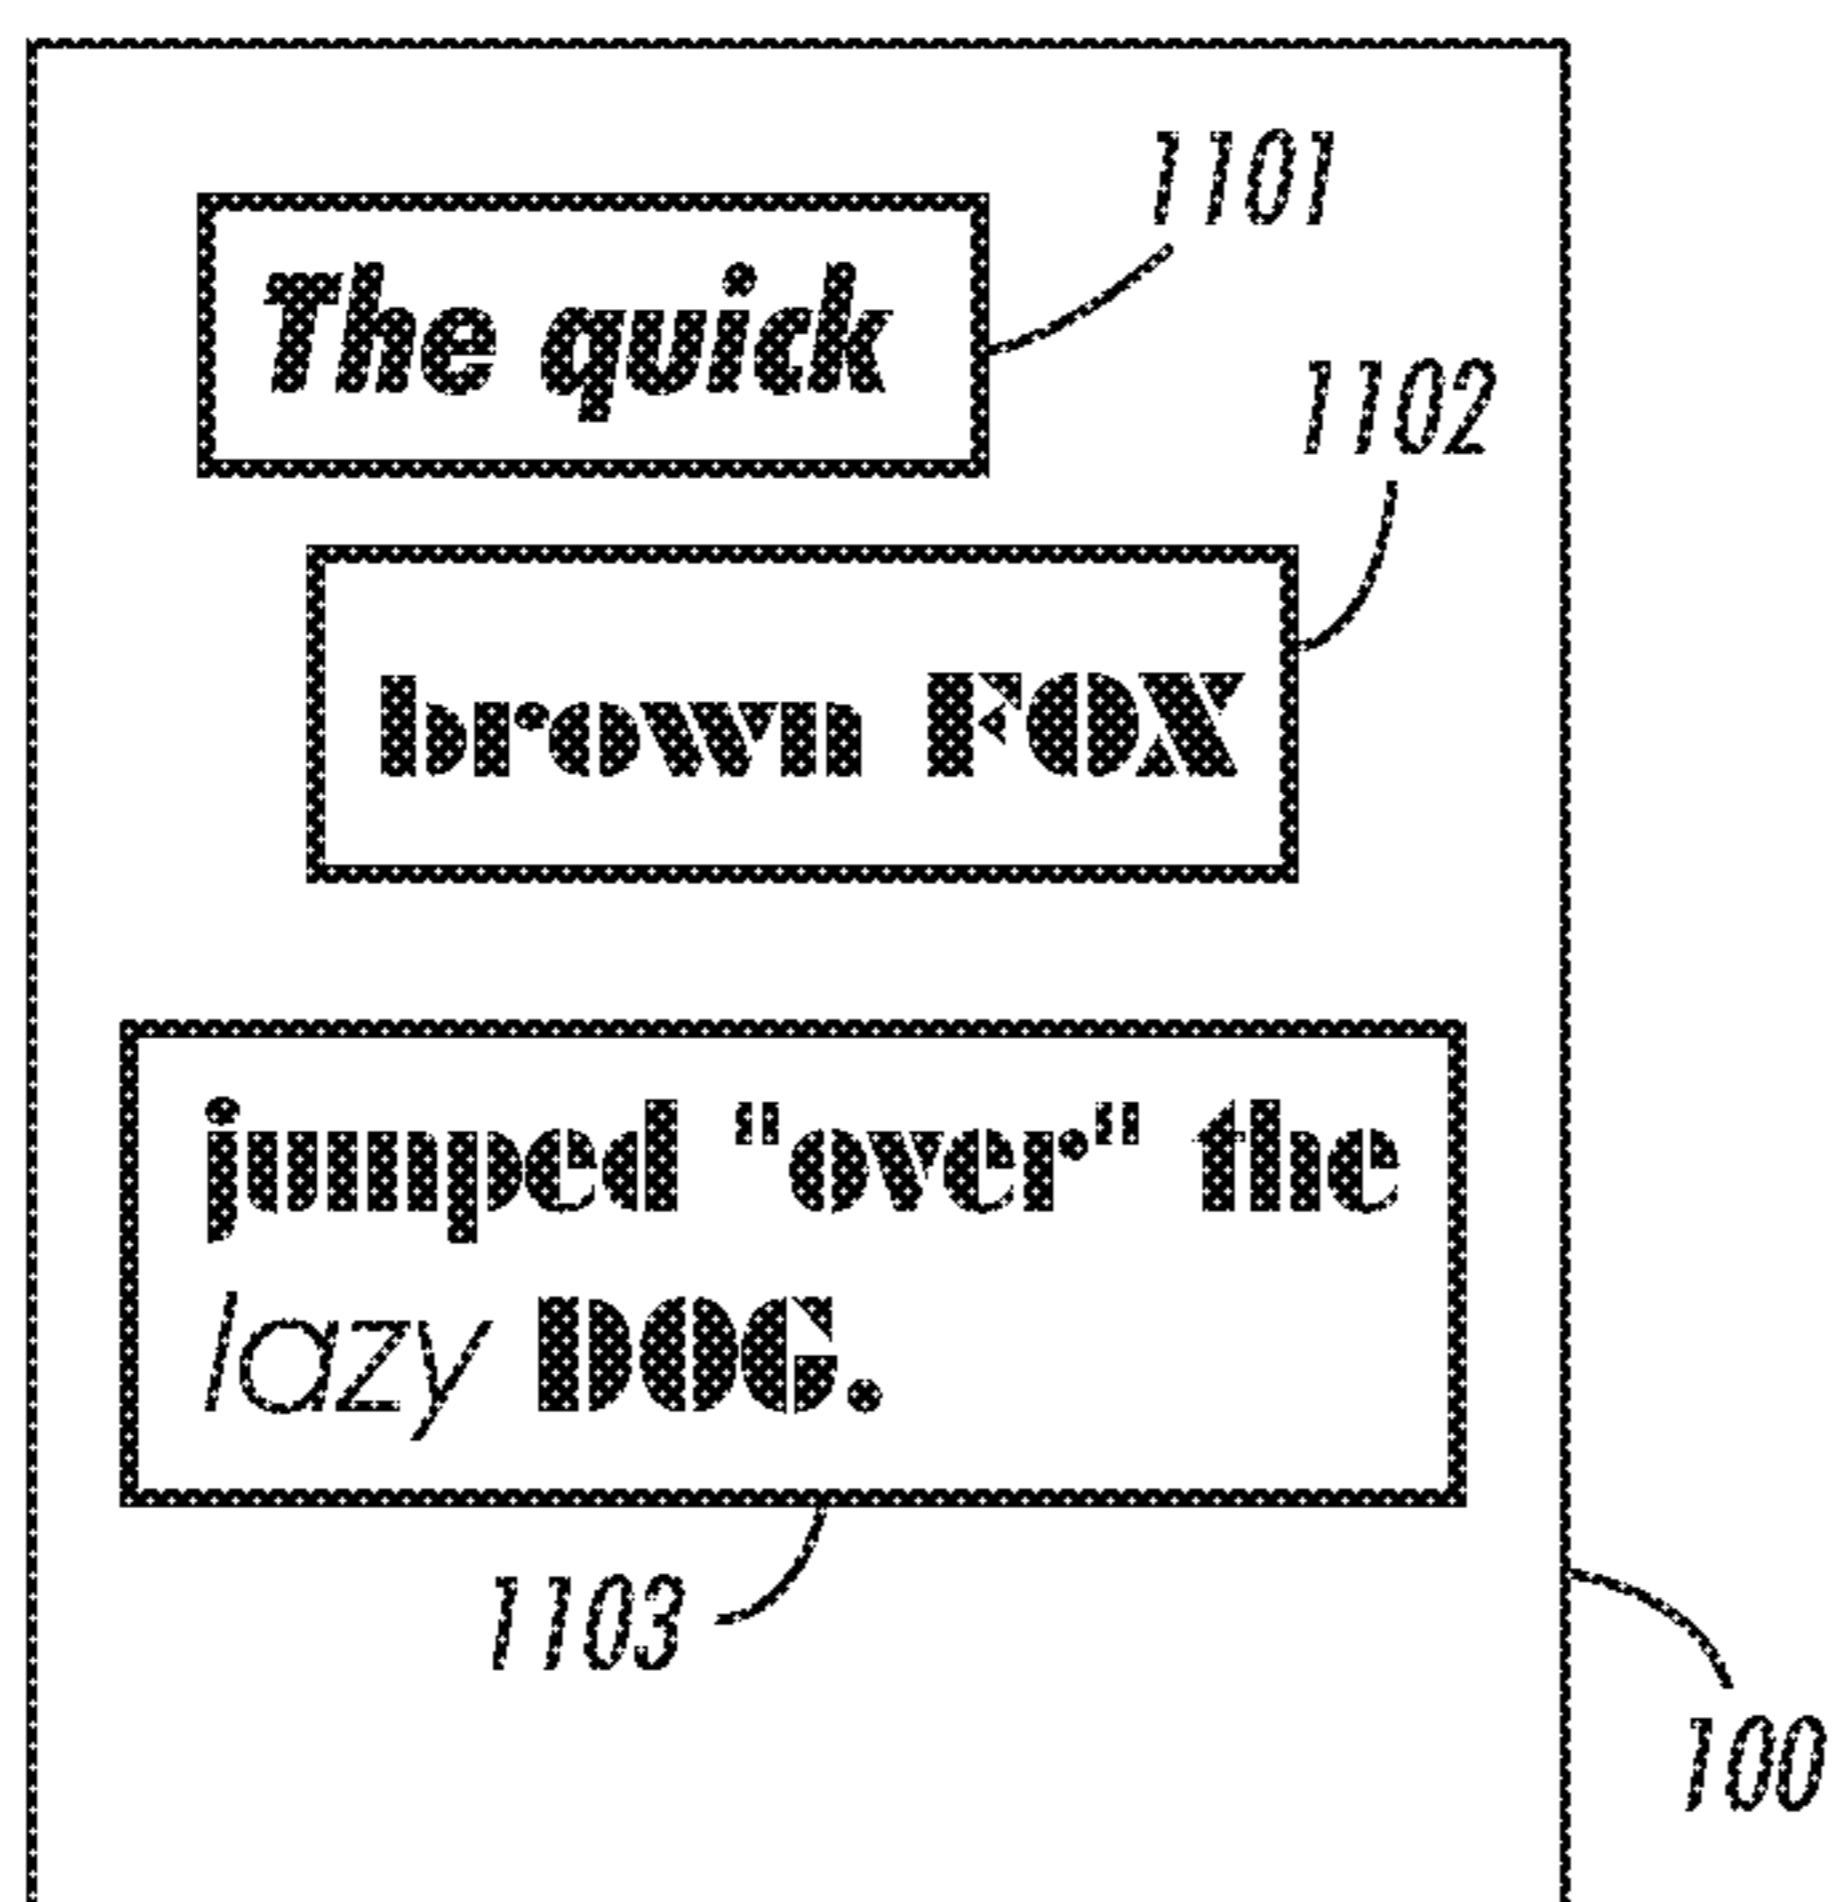 1101
The quick
1102
brown FOX
jumped "over" the
lazy DOG.
1103
100